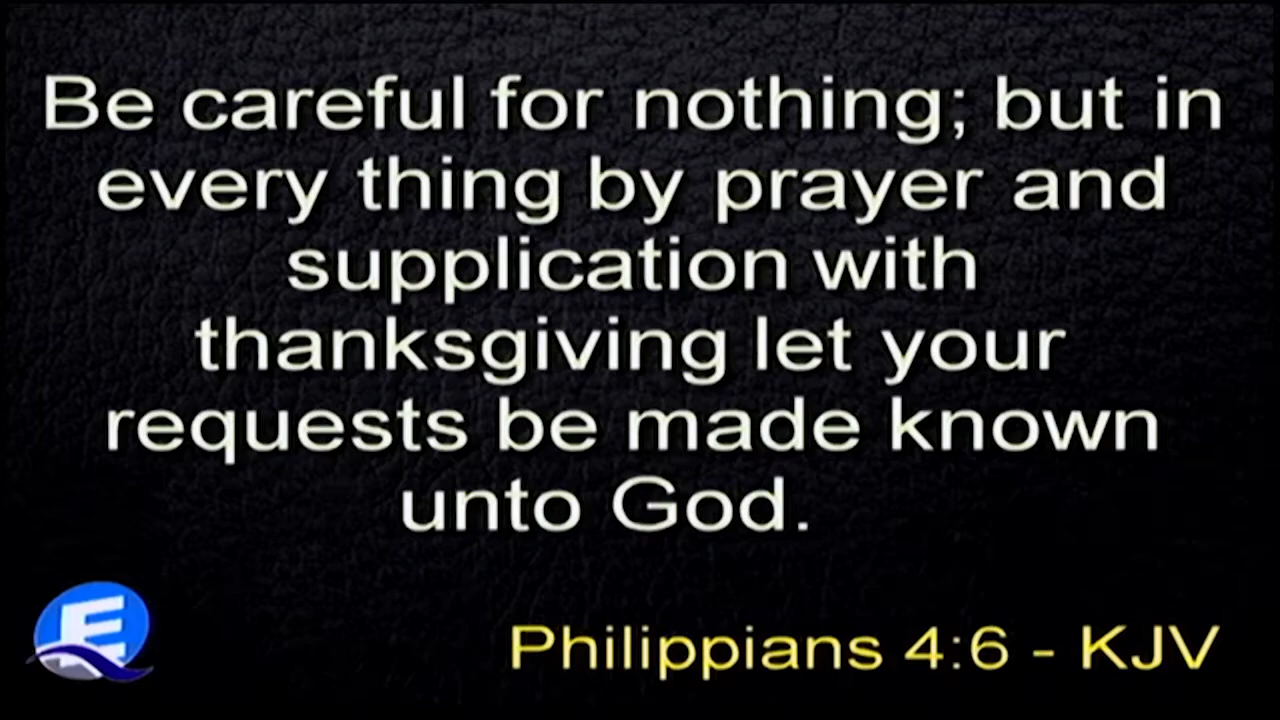 Be careful for nothing; but in
every thing by prayer and
supplication with
thanksgiving let your
requests be made known
unto God.
E
Philippians 4:6 - KJV